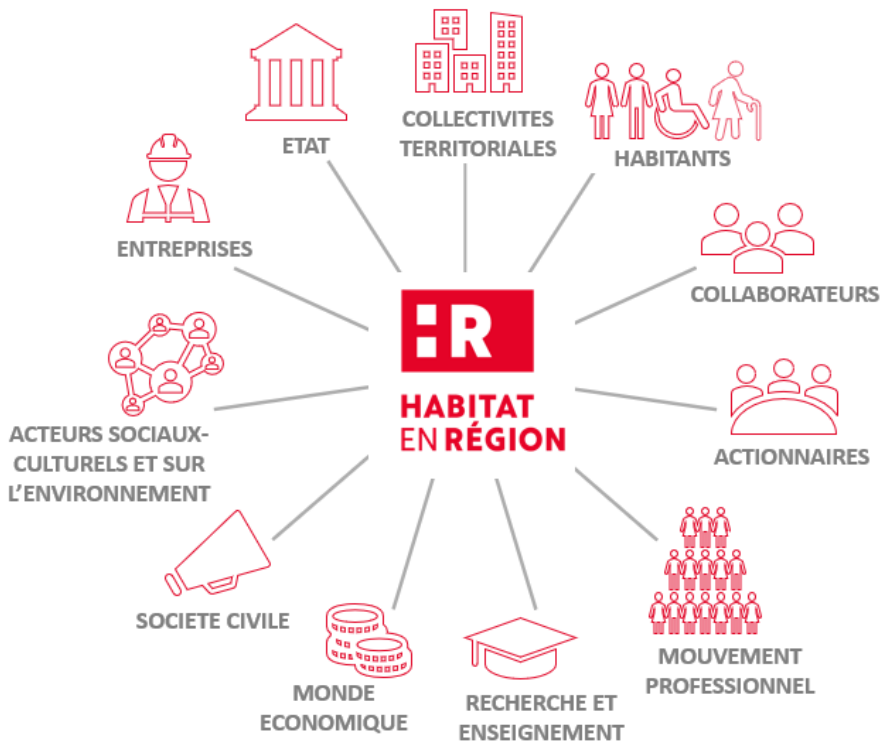 ETAT
COLLECTIVITES
TERRITORIALES
HABITANTS
ENTREPRISES
COLLABORATEURS
HR
HABITAT
EN RÉGION
ACTEURS SOCIAUX-
CULTURELS ET SUR
L'ENVIRONNEMENT
ACTIONNAIRES
SOCIETE CIVILE
MONDE
ECONOMIQUE
RECHERCHE ET
ENSEIGNEMENT
MOUVEMENT
PROFESSIONNEL